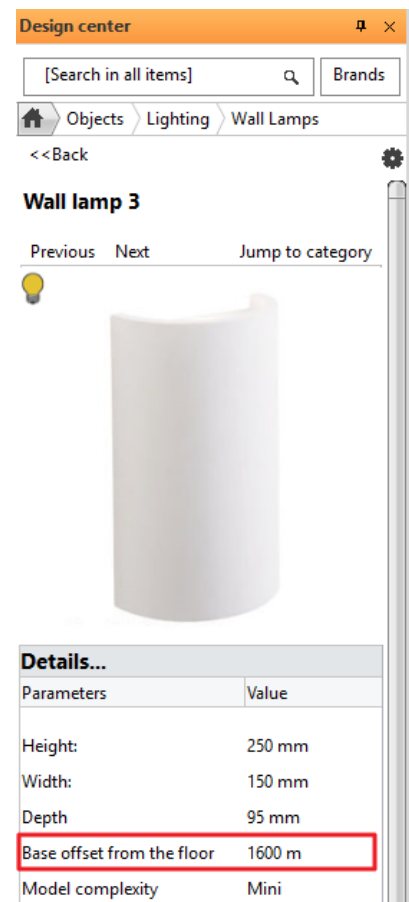 Design center
[Search in all items] Brands
Objects Lighting Wall Lamps
<<Back
Wall lamp 3
Previous Next Jump to category
Details...
Parameters Value
Height: 250 mm
Width: 150 mm
Depth 95 mm
Base offset from the floor 1600 m
Model complexity Mini